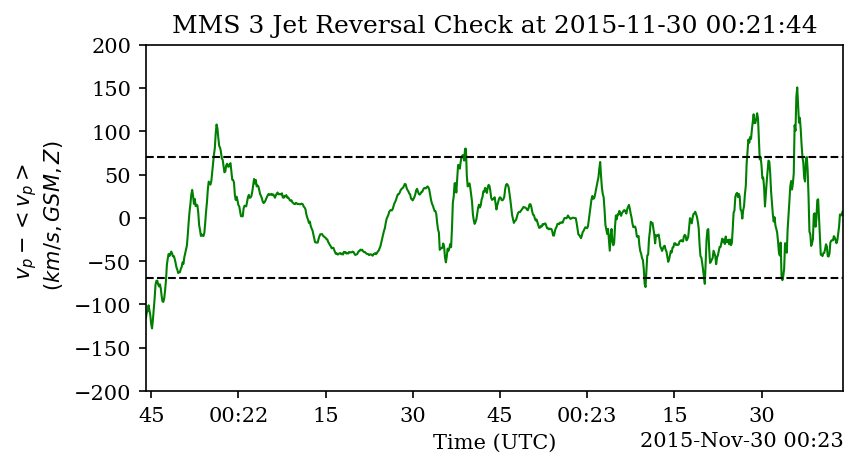 MMS 3 Jet Reversal Check at 2015-11-30 00:21:44
v_p − < v_p >
(km/s, GSM, Z)
200
150
100
50
0
−50
−100
−150
−200
45 00:22 15 30 45 00:23 15 30
Time (UTC)
2015-Nov-30 00:23